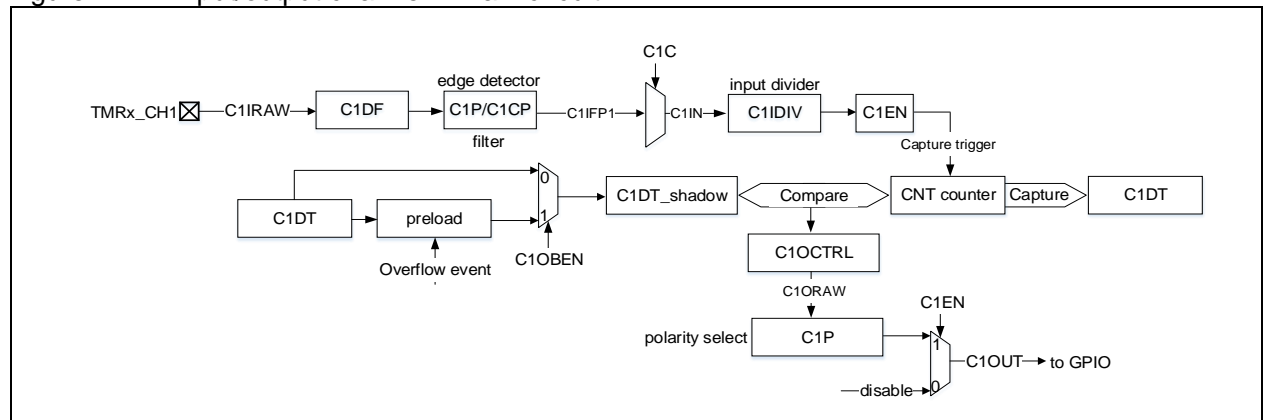 C1C
edge detector
input divider
TMRx_CH1
C1IRAW
C1DF
C1P/C1CP
C1IFP1
C1IN
C1IDIV
C1EN
filter
Capture trigger
0
C1DT
preload
1
C1DT_shadow
Compare
CNT counter
Capture
C1DT
Overflow event
C1OBEN
C1OCTRL
C1ORAW
C1EN
polarity select
C1P
1
C1OUT
to GPIO
disable
0